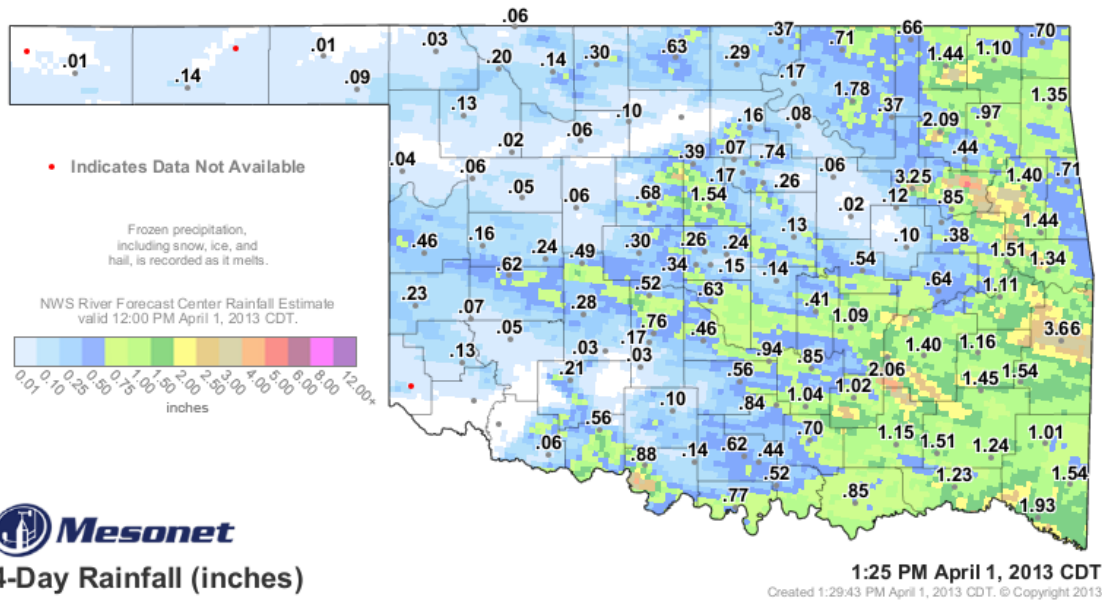 .06
.37 .66 .70
.01 .03 .71
.01 .20 .14 .30 .63 .29 1.44 1.10
.14 .09 .17
1.78 1.35
.13 .10 .16 .08 .37 2.09 .97
.02 .06
.04 .06 .39 .07 .74 .06 .44 .71
Indicates Data Not Available
.05 .06 .68 .17 1.54 .26 3.25 1.40
.02 .12 .85
Frozen precipitation,
including snow, ice, and
hail, is recorded as it melts.
.46 .16 .24 .49 .30 .26 .24 .13 .10 .38 1.44
.62 .34 .15 .14 .54 1.51 1.34
NWS River Forecast Center Rainfall Estimate
valid 12:00 PM April 1, 2013 CDT.
.23 .07 .28 .52 .63 .41 .64 1.11
.05 .76 .46 1.09 3.66
.13 .03 .17 .03 .94 .85 1.40 1.16
0.01 0.10 0.25 0.50 0.75 1.00 1.50 2.00 2.50 3.00 4.00 5.00 6.00 8.00 12.00+
inches
.21 .56 2.06 1.45 1.54
.10 .84 1.04 1.02
.56 .70 1.15 1.51 1.24 1.01
.06 .88 .14 .62 .44
.52 .85 1.23 1.54
.77 1.93
Mesonet
-Day Rainfall (inches)
1:25 PM April 1, 2013 CDT
Created 1:29:43 PM April 1, 2013 CDT. © Copyright 2013